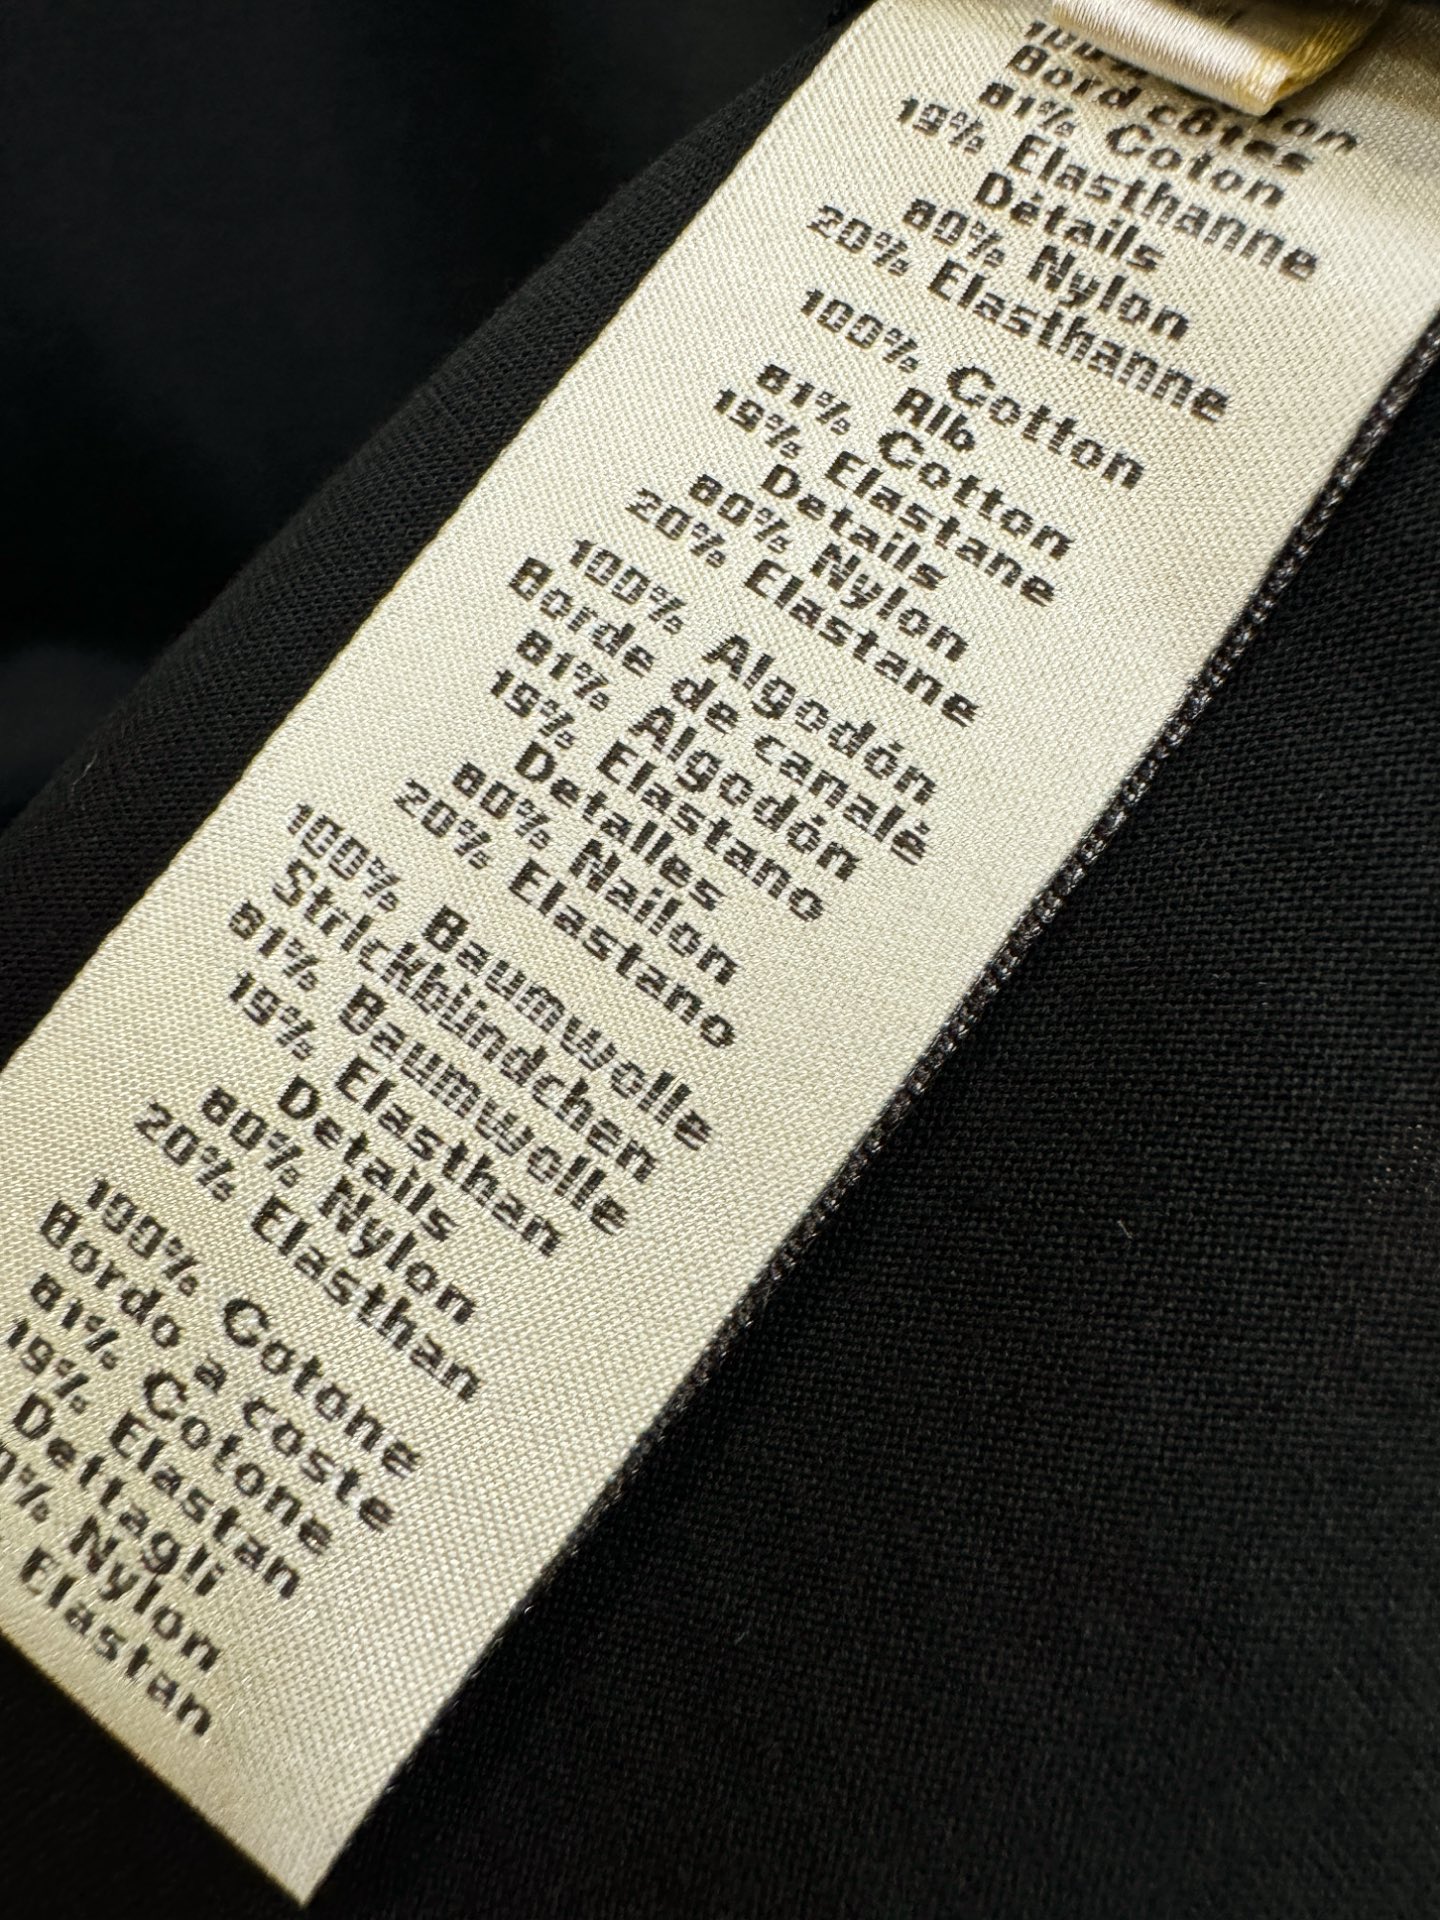 Bord côtes
81% Coton
19% Elasthanne
Détails
80% Nylon
20% Elasthanne
100% Cotton
Rib
81% Cotton
19% Elastane
Details
80% Nylon
20% Elastane
100% Algodón
Borde de canalé
81% Algodón
19% Elastano
Detalles
80% Nailon
20% Elastano
100% Baumwolle
Strickbündchen
81% Baumwolle
19% Elasthan
Details
80% Nylon
20% Elasthan
100% Cotone
Bordo a coste
81% Cotone
19% Elastan
Dettagli
0% Nylon
Elastan